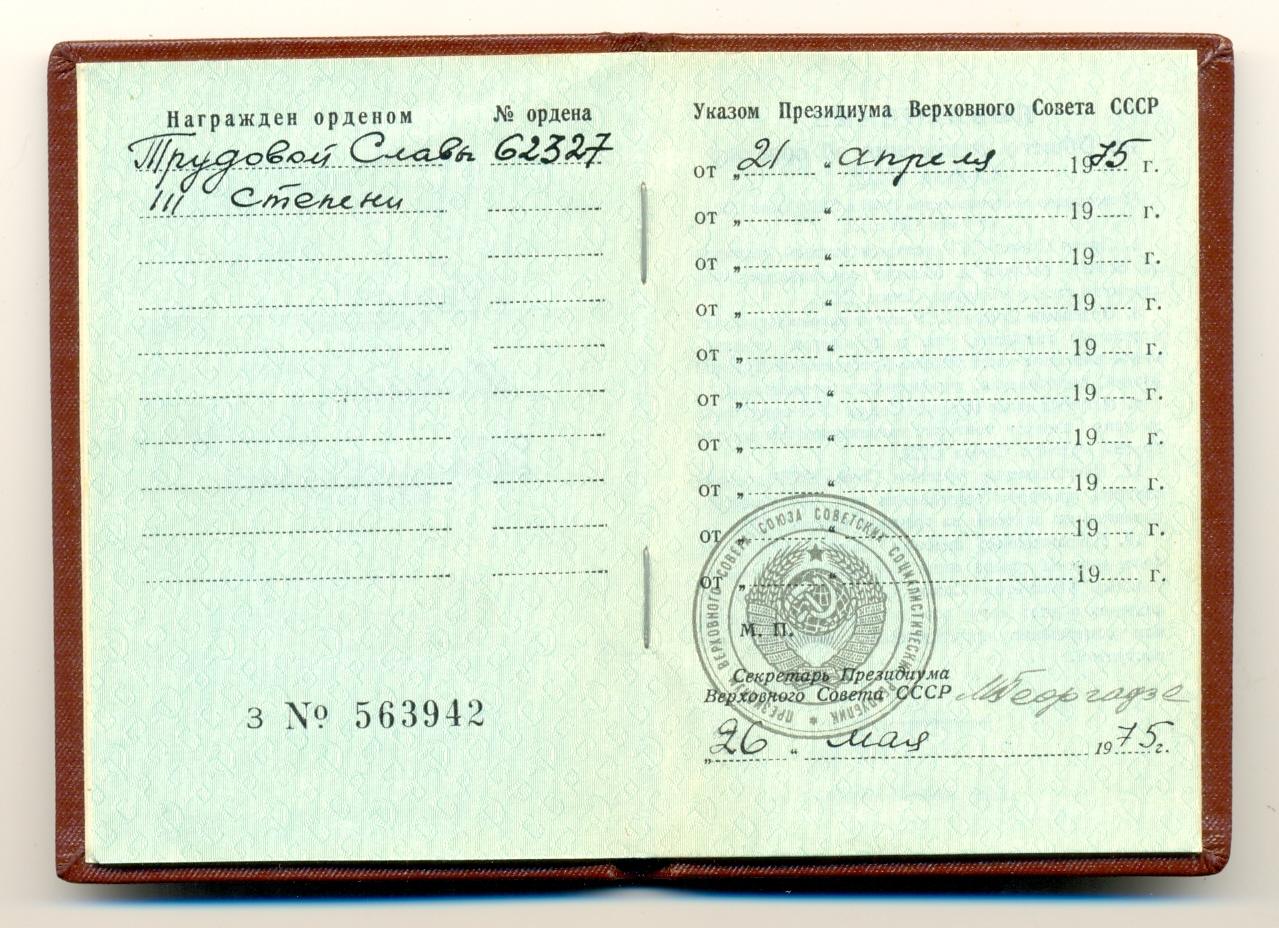 Награжден орденом № ордена
Трудовой Славы 62327
III Степени
З № 563942
Указом Президиума Верховного Совета СССР
от „21“ апреля 1975 г.
от „ “ 19 г.
от „ “ 19 г.
от „ “ 19 г.
от „ “ 19 г.
от „ “ 19 г.
от „ “ 19 г.
от „ “ 19 г.
от „ “ 19 г.
от „ “ 19 г.
ПРЕЗИДИУМ ВЕРХОВНОГО СОВЕТА СОЮЗА СОВЕТСКИХ СОЦИАЛИСТИЧЕСКИХ РЕСПУБЛИК
М. П.
Секретарь Президиума
Верховного Совета СССР М Георгадзе
„26“ мая 1975 г.